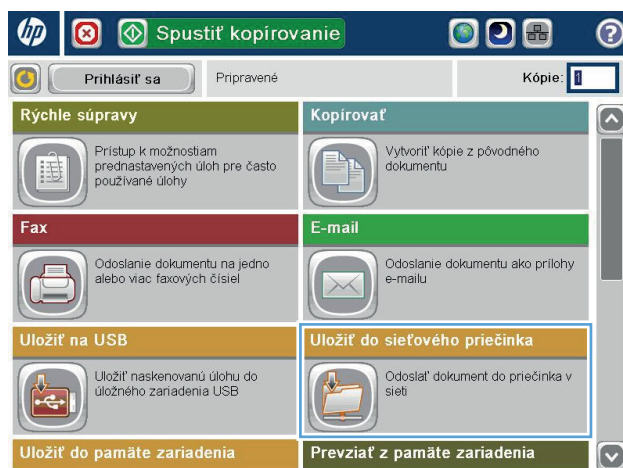 hp
Spustiť kopírovanie
?
Prihlásiť sa
Pripravené
Kópie: 1
Rýchle súpravy
Prístup k možnostiam
prednastavených úloh pre často
používané úlohy
Kopírovať
Vytvoriť kópie z pôvodného
dokumentu
Fax
Odoslanie dokumentu na jedno
alebo viac faxových čísiel
E-mail
Odoslanie dokumentu ako prílohy
e-mailu
Uložiť na USB
Uložiť naskenovanú úlohu do
úložného zariadenia USB
Uložiť do sieťového priečinka
Odoslať dokument do priečinka v
sieti
Uložiť do pamäte zariadenia
Prevziať z pamäte zariadenia